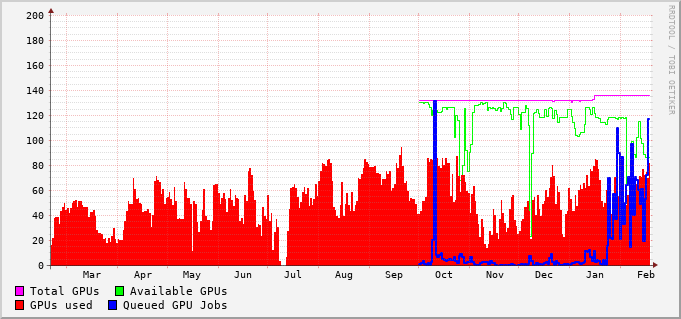 200
180
160
140
120
100
80
60
40
20
0
Mar Apr May Jun Jul Aug Sep Oct Nov Dec Jan Feb
Total GPUs Available GPUs
GPUs used Queued GPU Jobs
RRDTOOL / TOBI OETIKER